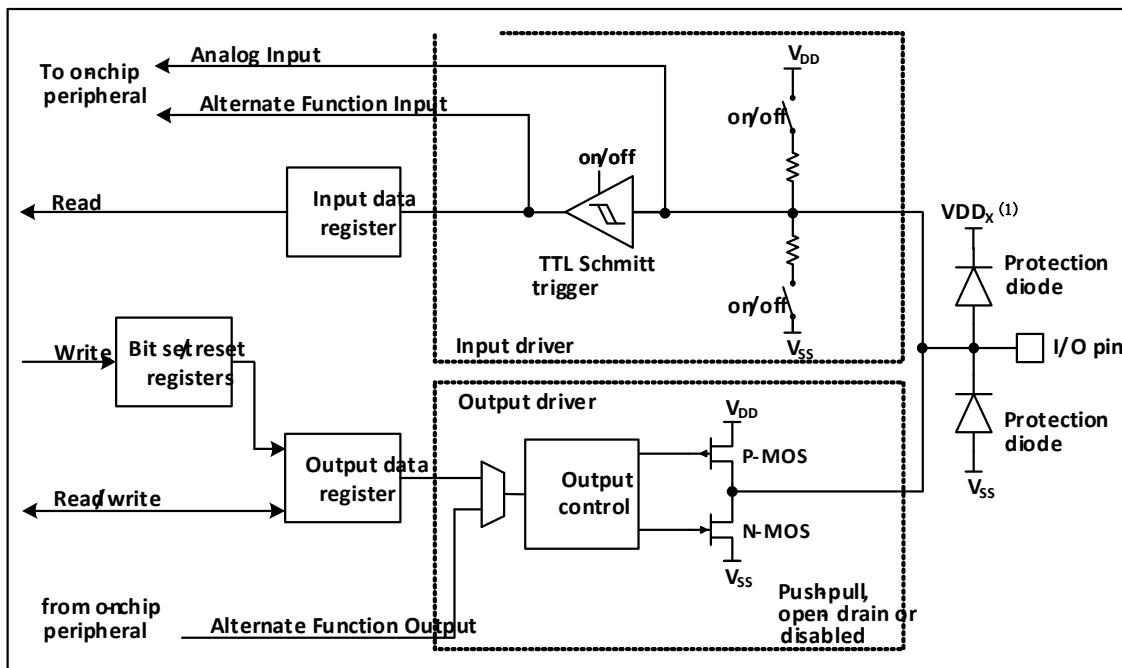 Analog Input
To on-chip
peripheral
Alternate Function Input
V_DD
on/off
on/off
Read
Input data
register
TTL Schmitt
trigger
on/off
V_SS
Input driver
VDD_X (1)
Protection
diode
I/O pin
Protection
diode
V_SS
Write
Bit set/reset
registers
Output driver
V_DD
P-MOS
Output data
register
Output
control
Read/write
N-MOS
V_SS
Push-pull,
open-drain or
disabled
from on-chip
peripheral
Alternate Function Output